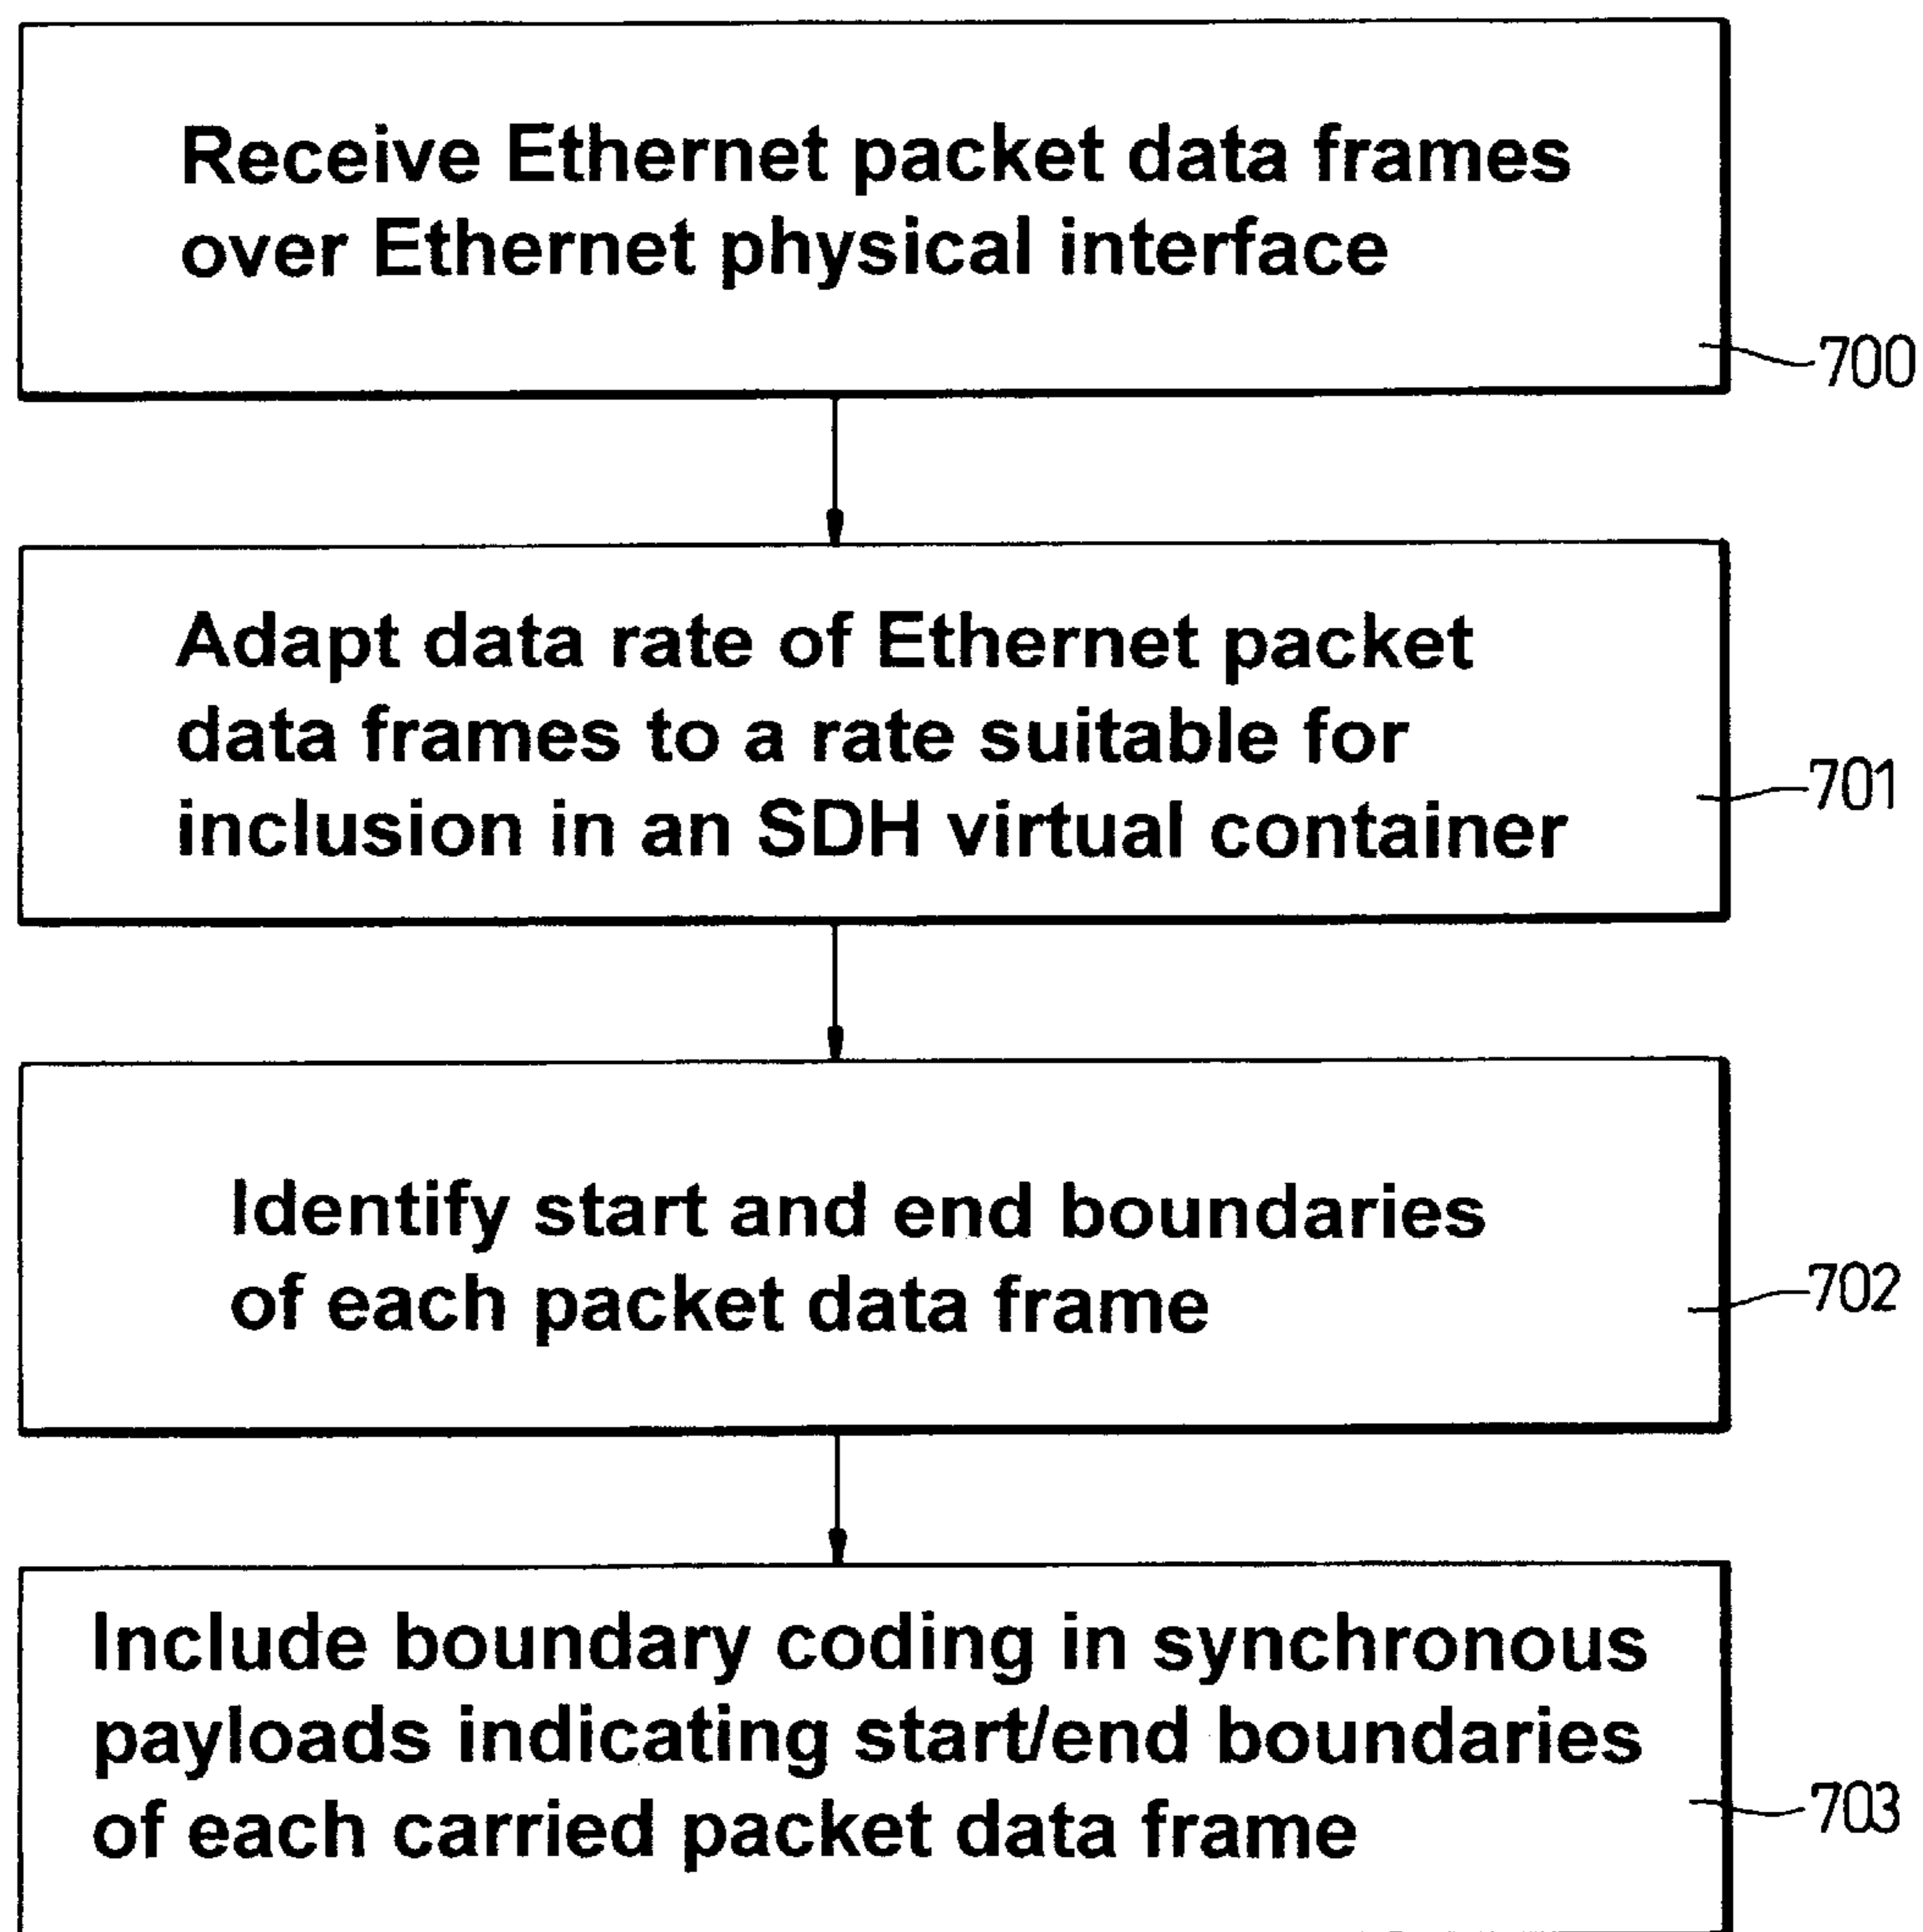 Receive Ethernet packet data frames
over Ethernet physical interface
700
Adapt data rate of Ethernet packet
data frames to a rate suitable for
inclusion in an SDH virtual container
701
Identify start and end boundaries
of each packet data frame
702
Include boundary coding in synchronous
payloads indicating start/end boundaries
of each carried packet data frame
703